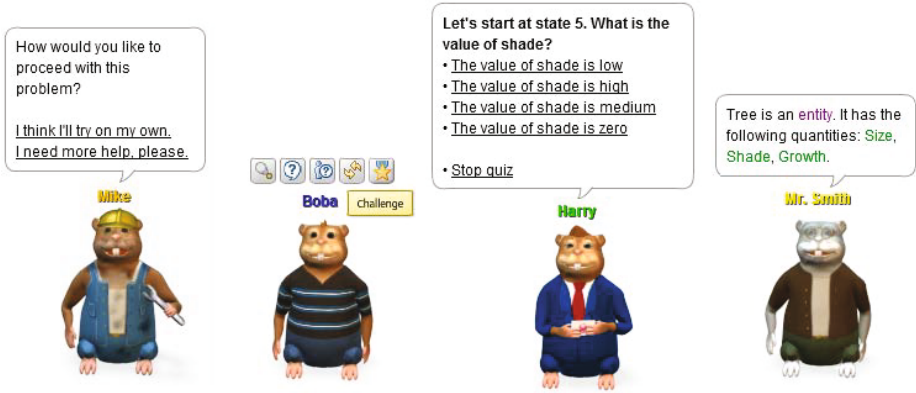 How would you like to
proceed with this
problem?
I think I'll try on my own.
I need more help, please.
Mike
Boba
Challenge
Let's start at state 5. What is the
value of shade?
• The value of shade is low
• The value of shade is high
• The value of shade is medium
• The value of shade is zero
• Stop quiz
Harry
Tree is an entity. It has the
following quantities: Size,
Shade, Growth.
Mr. Smith